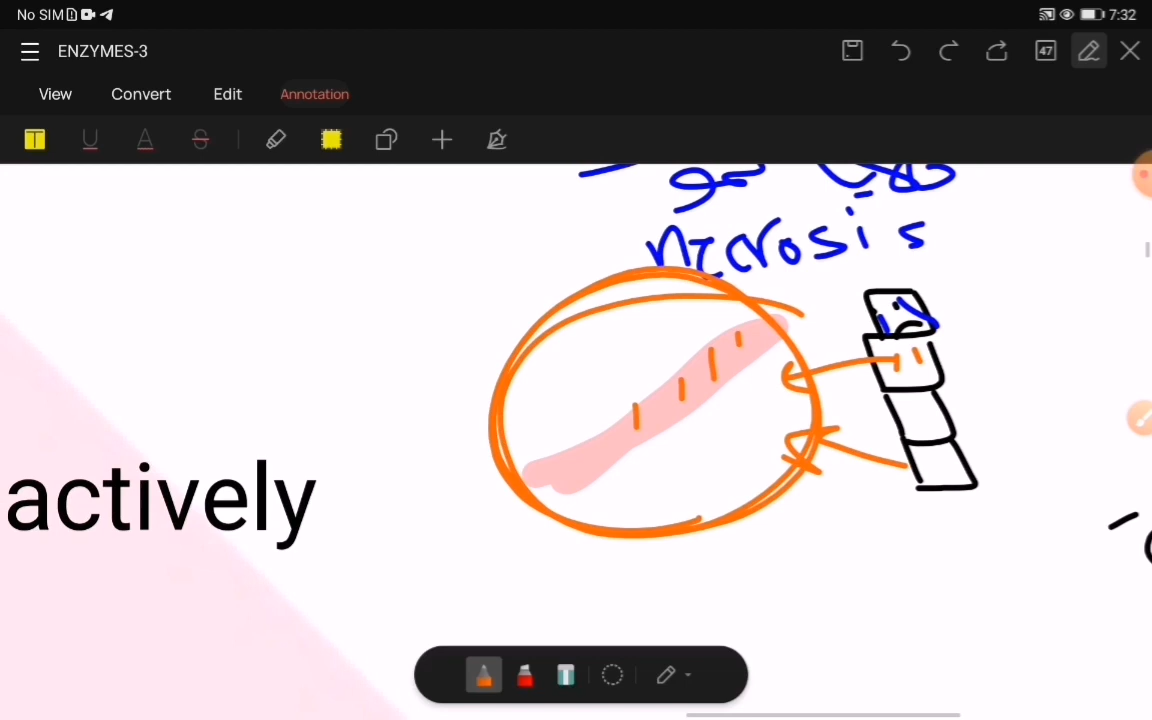 No SIM 7:32
ENZYMES-3 47
View Convert Edit Annotation
T U A S
nicrosis
actively